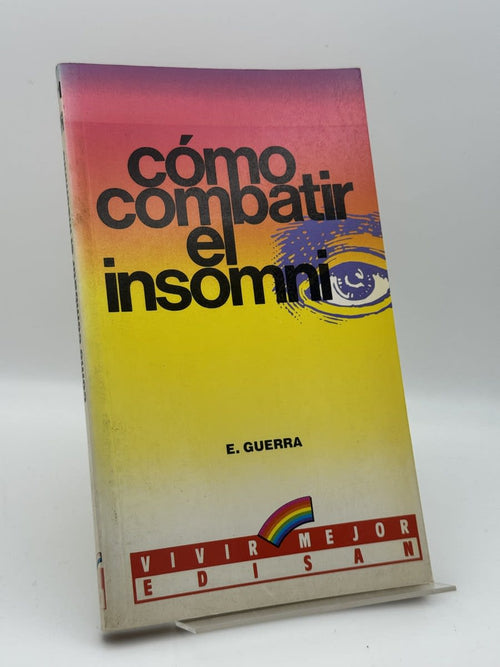 cómo
combatir
el
insomni
E. GUERRA
VIVIR MEJOR
EDISAN